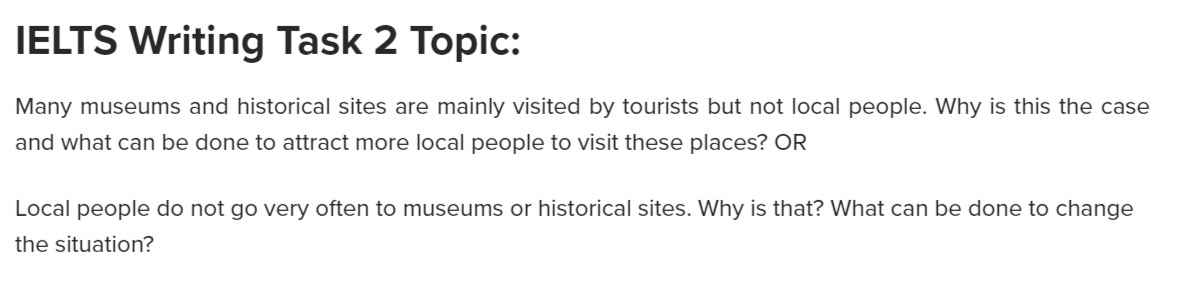 IELTS Writing Task 2 Topic:
Many museums and historical sites are mainly visited by tourists but not local people. Why is this the case
and what can be done to attract more local people to visit these places? OR
Local people do not go very often to museums or historical sites. Why is that? What can be done to change
the situation?